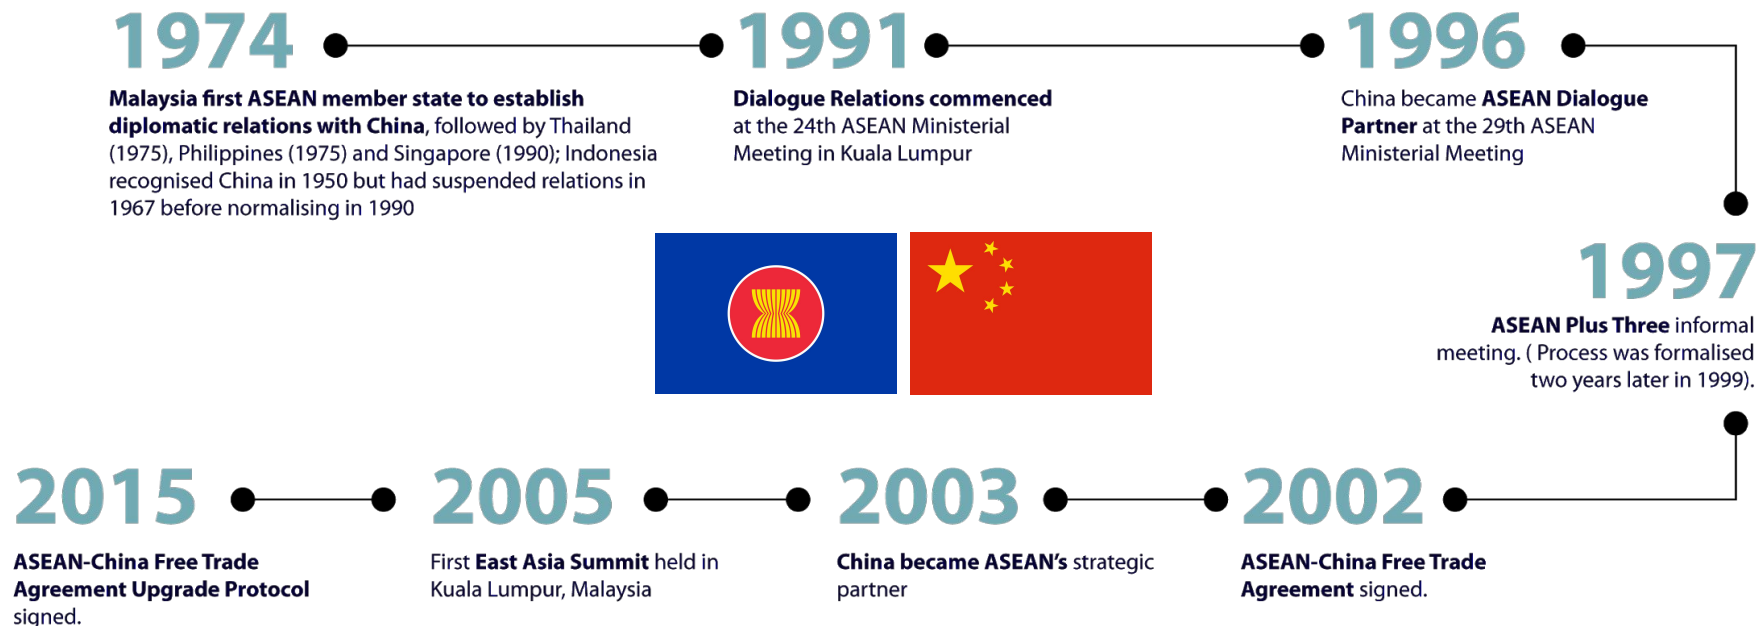 1974
Malaysia first ASEAN member state to establish
diplomatic relations with China, followed by Thailand
(1975), Philippines (1975) and Singapore (1990); Indonesia
recognised China in 1950 but had suspended relations in
1967 before normalising in 1990
1991
Dialogue Relations commenced
at the 24th ASEAN Ministerial
Meeting in Kuala Lumpur
1996
China became ASEAN Dialogue
Partner at the 29th ASEAN
Ministerial Meeting
1997
ASEAN Plus Three informal
meeting. ( Process was formalised
two years later in 1999).
2002
ASEAN-China Free Trade
Agreement signed.
2003
China became ASEAN’s strategic
partner
2005
First East Asia Summit held in
Kuala Lumpur, Malaysia
2015
ASEAN-China Free Trade
Agreement Upgrade Protocol
signed.